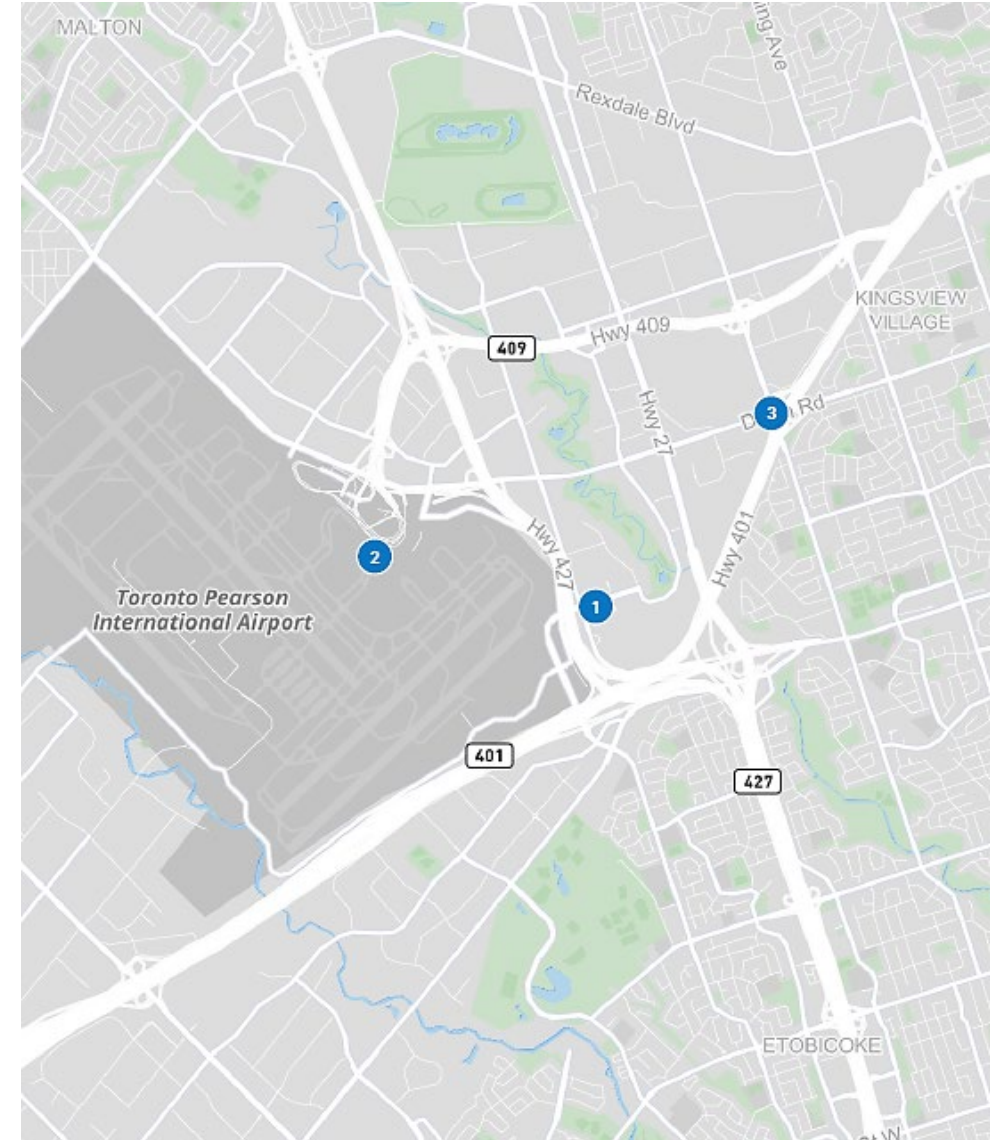 MALTON
ing Ave
Rexdale Blvd
KINGSVIEW
VILLAGE
Hwy 409
409
Hwy 27
3
Rd
Hwy 401
Hwy 427
2
1
Toronto Pearson
International Airport
401
427
ETOBICOKE